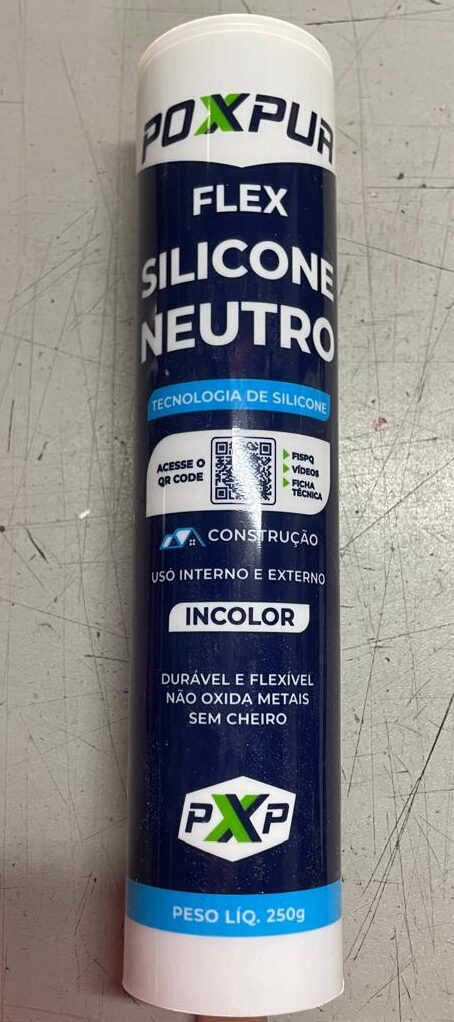 POXPUR
FLEX
SILICONE
NEUTRO
TECNOLOGIA DE SILICONE
ACESSE O
QR CODE
FISPQ
VÍDEOS
FICHA
TÉCNICA
CONSTRUÇÃO
USO INTERNO E EXTERNO
INCOLOR
DURÁVEL E FLEXÍVEL
NÃO OXIDA METAIS
SEM CHEIRO
PXP
PESO LÍQ. 250g